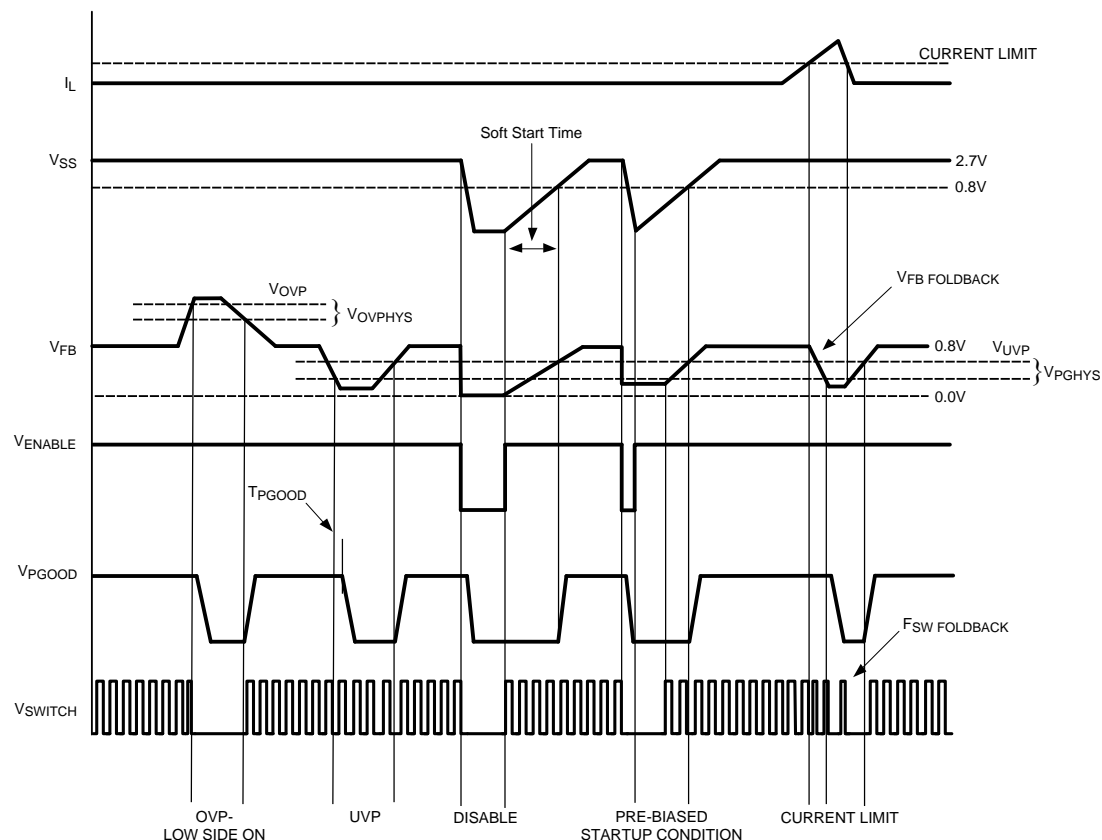 CURRENT LIMIT
IL
Soft Start Time
VSS
2.7V
0.8V
VOVP
VOVPHYS
VFB FOLDBACK
VFB
0.8V
VUVP
VPGHYS
0.0V
VENABLE
TPGOOD
VPGOOD
FSW FOLDBACK
VSWITCH
OVP-
LOW SIDE ON
UVP
DISABLE
PRE-BIASED
STARTUP CONDITION
CURRENT LIMIT